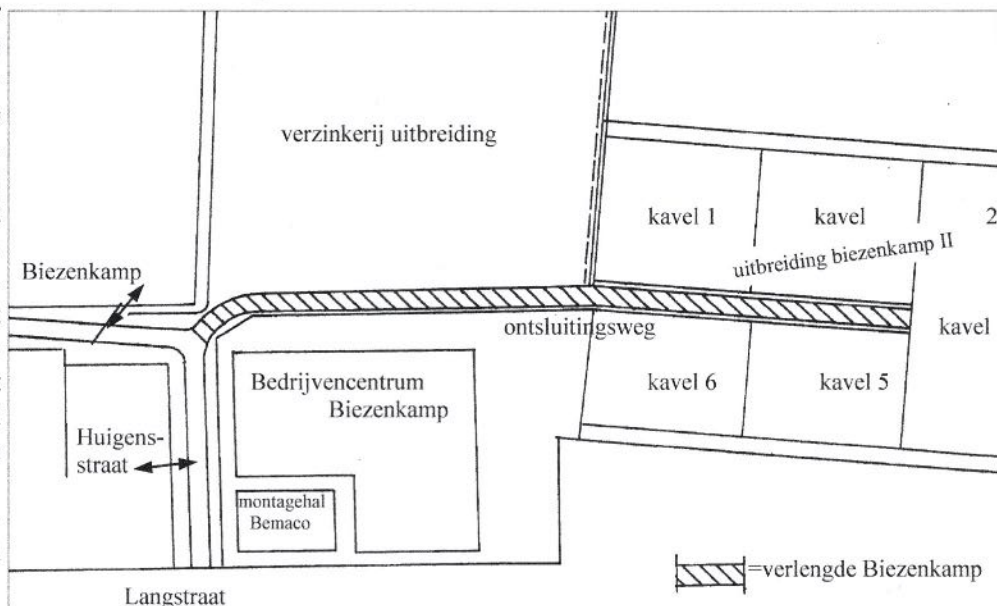 verzinkerij uitbreiding
kavel 1
kavel
2
uitbreiding biezenkamp II
Biezenkamp
ontsluitingsweg
kavel
Bedrijvencentrum
Biezenkamp
kavel 6
kavel 5
Huigens-
straat
montagehal
Bemaco
=verlengde Biezenkamp
Langstraat